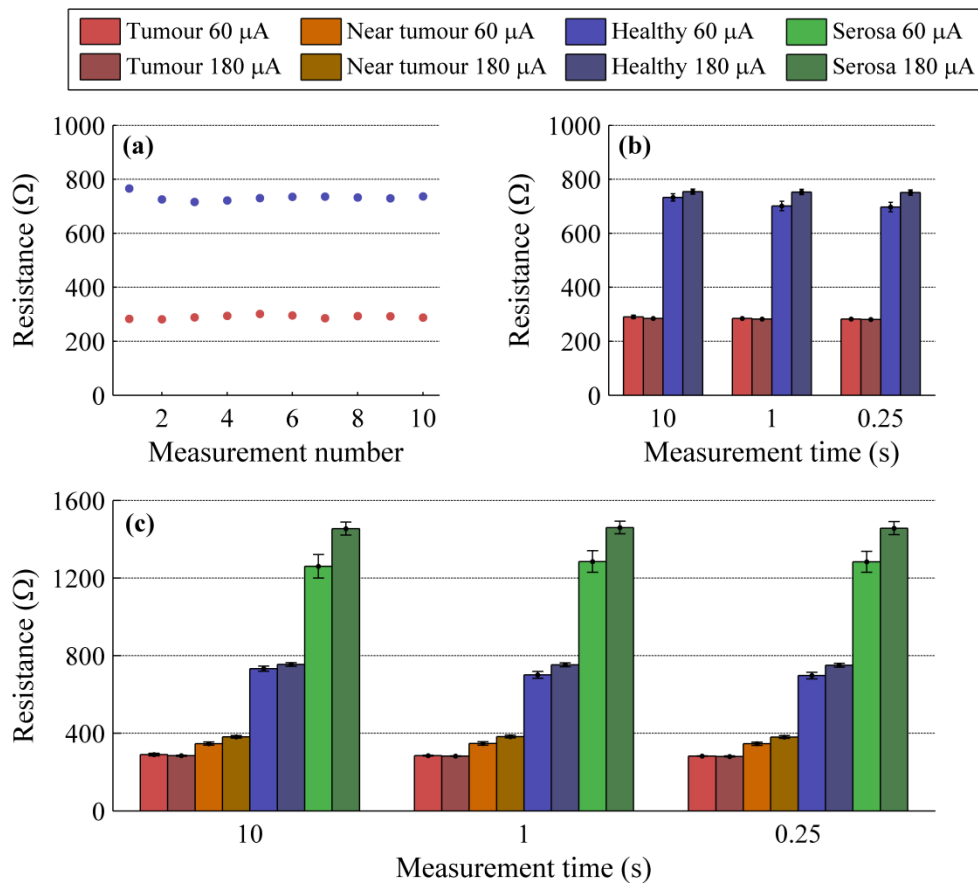 Tumour 60 μA Near tumour 60 μA Healthy 60 μA Serosa 60 μA
Tumour 180 μA Near tumour 180 μA Healthy 180 μA Serosa 180 μA
(a)
1000
800
600
400
200
0
Resistance (Ω)
2 4 6 8 10
Measurement number
(b)
1000
800
600
400
200
0
Resistance (Ω)
10 1 0.25
Measurement time (s)
(c)
1600
1200
800
400
0
Resistance (Ω)
10 1 0.25
Measurement time (s)